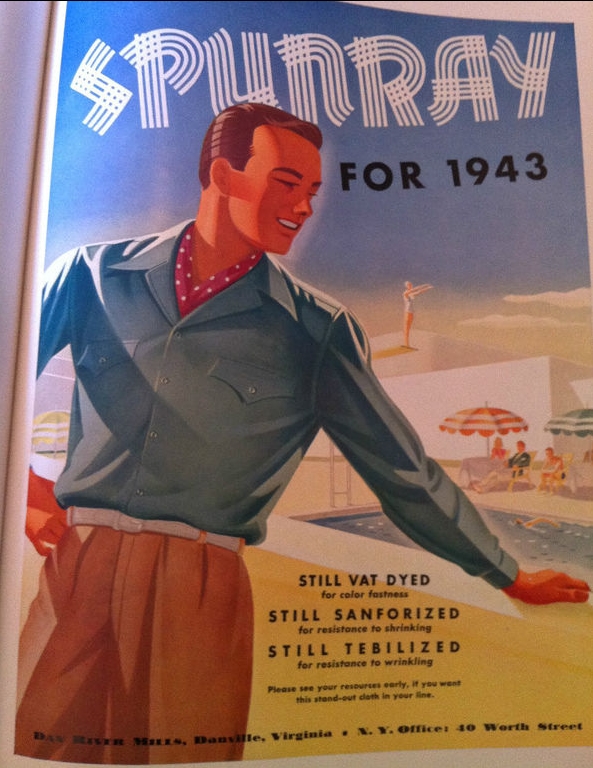 SPUNRAY
FOR 1943
STILL VAT DYED
for color fastness
STILL SANFORIZED
for resistance to shrinking
STILL TEBILIZED
for resistance to wrinkling
Please see your resources early, if you want
this stand-out cloth in your line.
Dan River Mills, Danville, Virginia • N. Y. Office: 40 Worth Street